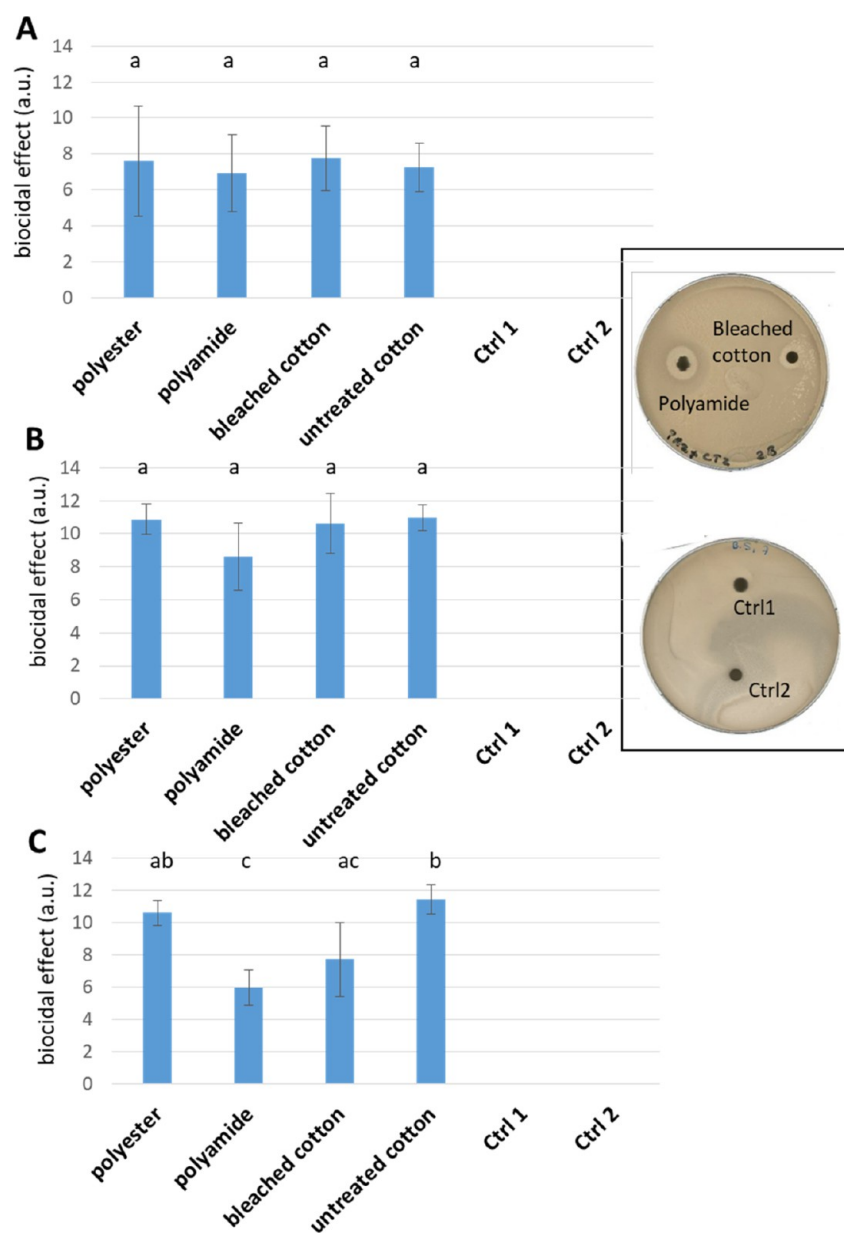 A
14
12
10
8
6
4
2
0
biocidal effect (a.u.)
a a a a
polyester polyamide bleached cotton untreated cotton Ctrl 1 Ctrl 2
Bleached
cotton
Polyamide
B
14
12
10
8
6
4
2
0
biocidal effect (a.u.)
a a a a
polyester polyamide bleached cotton untreated cotton Ctrl 1 Ctrl 2
Ctrl1
Ctrl2
C
14
12
10
8
6
4
2
0
biocidal effect (a.u.)
ab c ac b
polyester polyamide bleached cotton untreated cotton Ctrl 1 Ctrl 2